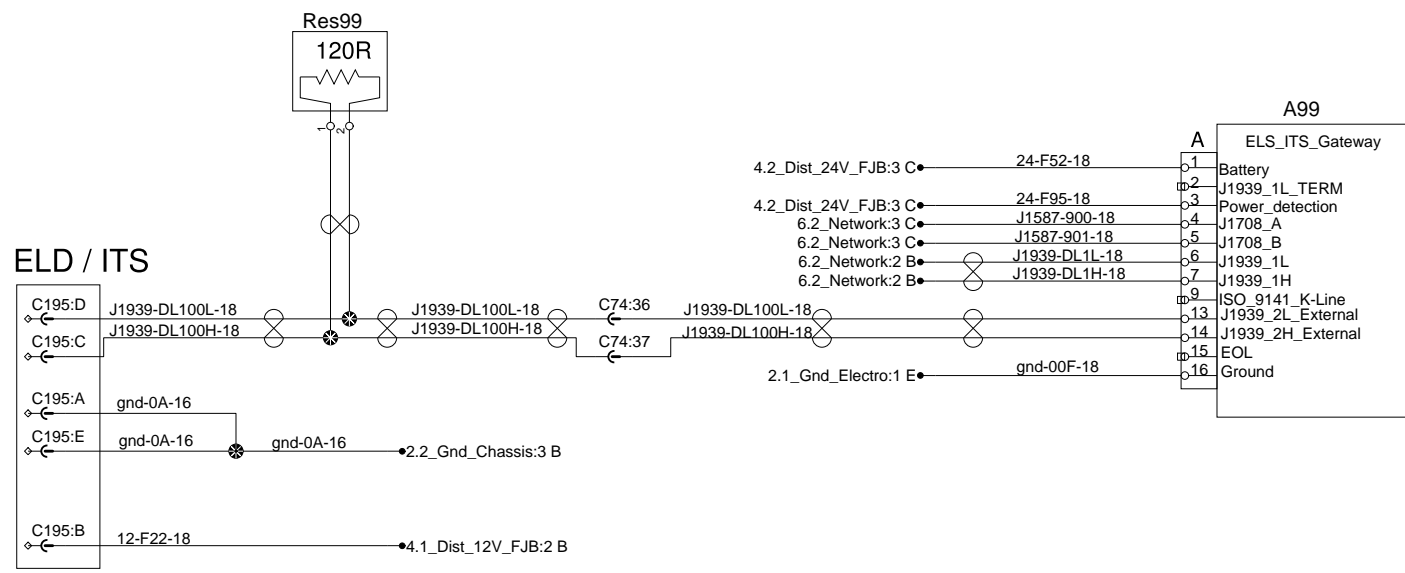 Res99
120R
1 2
A99
A
ELS_ITS_Gateway
4.2_Dist_24V_FJB:3 C 24-F52-18 1 Battery
2 J1939_1L_TERM
4.2_Dist_24V_FJB:3 C 24-F95-18 3 Power_detection
6.2_Network:3 C J1587-900-18 4 J1708_A
6.2_Network:3 C J1587-901-18 5 J1708_B
6.2_Network:2 B J1939-DL1L-18 6 J1939_1L
6.2_Network:2 B J1939-DL1H-18 7 J1939_1H
9 ISO_9141_K-Line
ELD / ITS
C195:D J1939-DL100L-18 J1939-DL100L-18 C74:36 J1939-DL100L-18 13 J1939_2L_External
C195:C J1939-DL100H-18 J1939-DL100H-18 C74:37 J1939-DL100H-18 14 J1939_2H_External
15 EOL
2.1_Gnd_Electro:1 E gnd-00F-18 16 Ground
C195:A gnd-0A-16
C195:E gnd-0A-16 gnd-0A-16 2.2_Gnd_Chassis:3 B
C195:B 12-F22-18 4.1_Dist_12V_FJB:2 B